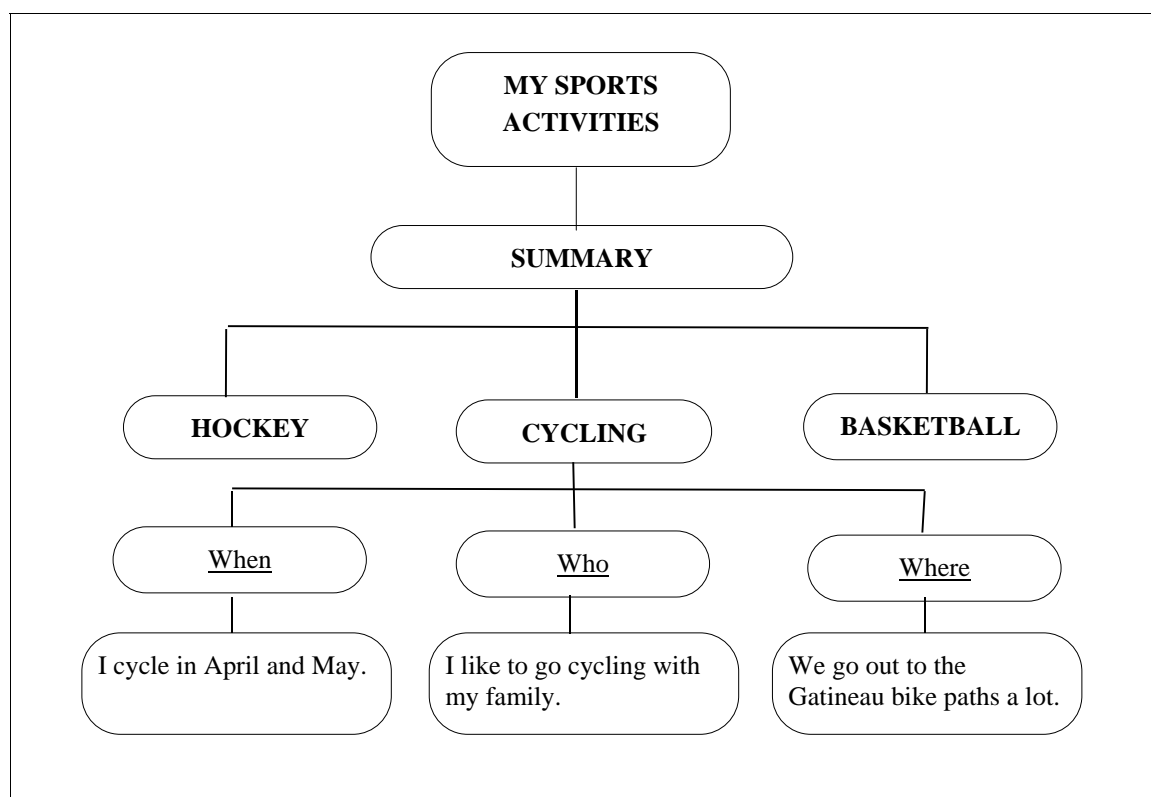 MY SPORTS
ACTIVITIES
SUMMARY
HOCKEY
CYCLING
BASKETBALL
When
Who
Where
I cycle in April and May.
I like to go cycling with
my family.
We go out to the
Gatineau bike paths a lot.